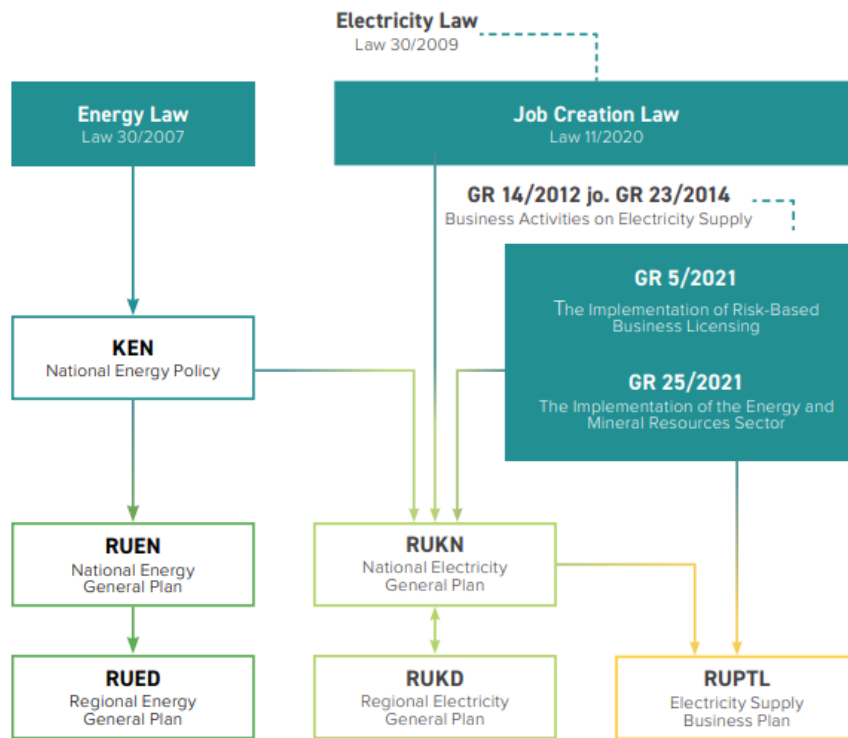 Electricity Law
Law 30/2009
Energy Law
Law 30/2007
Job Creation Law
Law 11/2020
GR 14/2012 jo. GR 23/2014
Business Activities on Electricity Supply
GR 5/2021
The Implementation of Risk-Based
Business Licensing
GR 25/2021
The Implementation of the Energy and
Mineral Resources Sector
KEN
National Energy Policy
RUEN
National Energy
General Plan
RUKN
National Electricity
General Plan
RUED
Regional Energy
General Plan
RUKD
Regional Electricity
General Plan
RUPTL
Electricity Supply
Business Plan